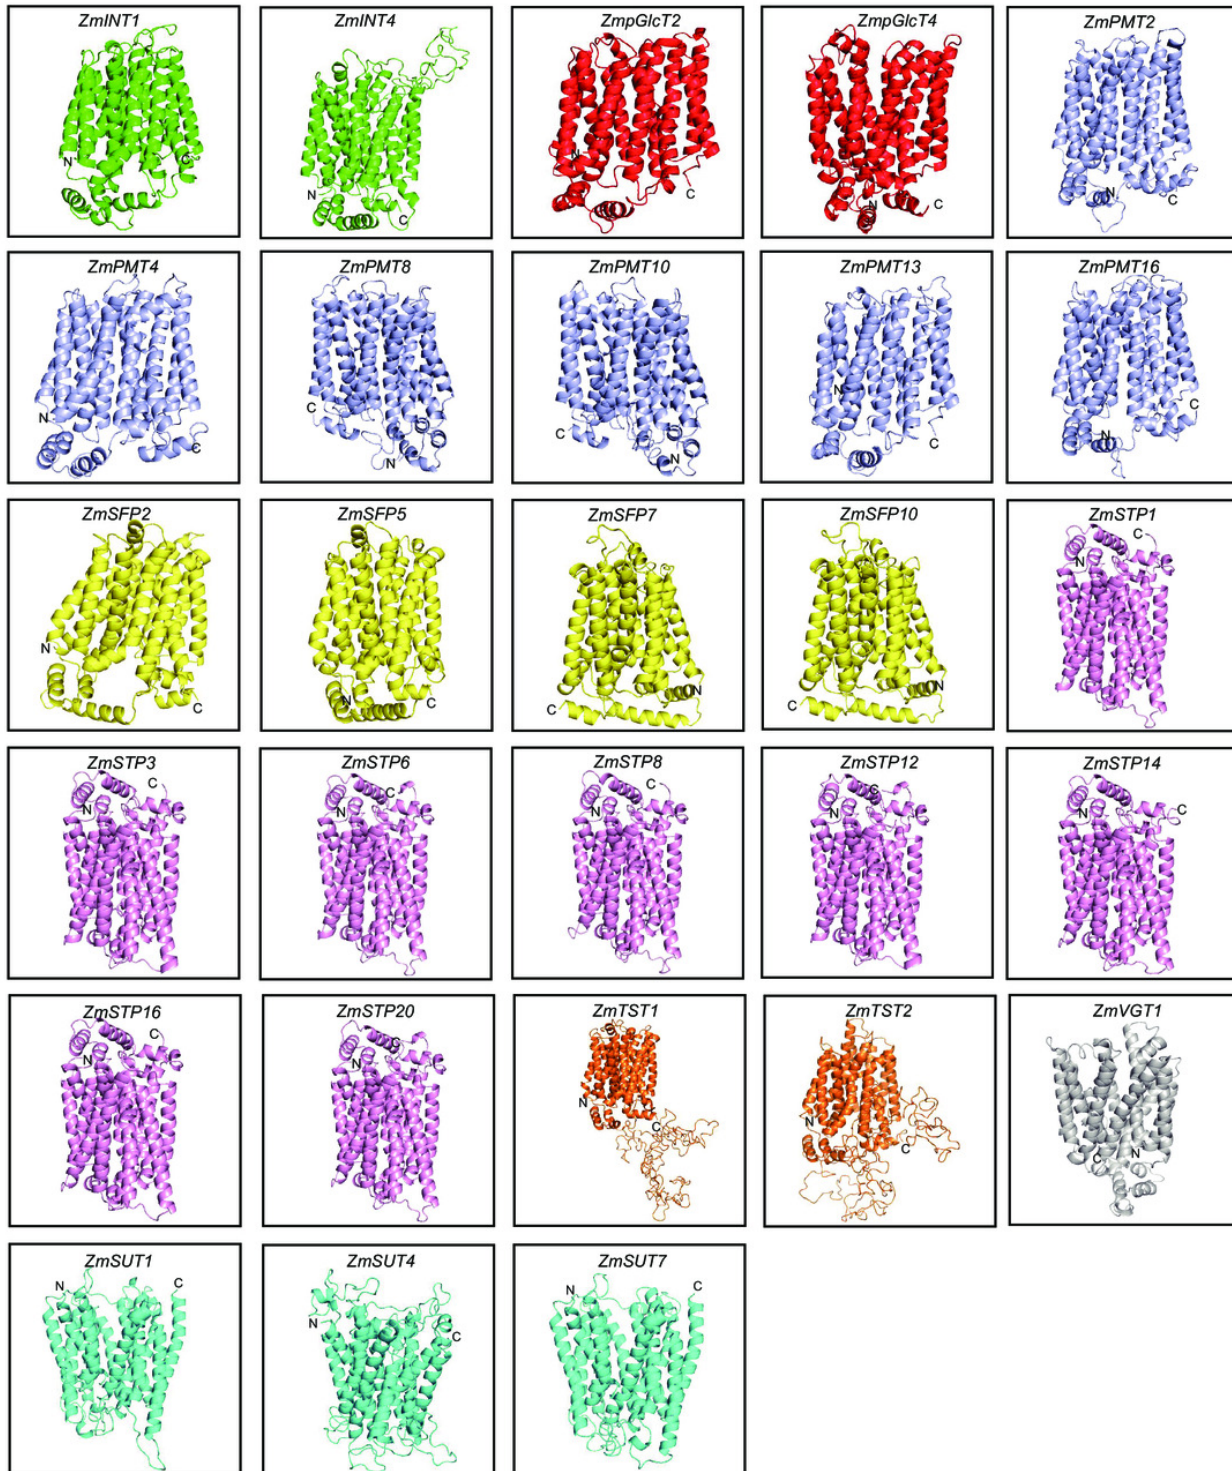 ZmINT1 ZmINT4 ZmpGlcT2 ZmpGlcT4 ZmPMT2
N C N C N C N C N C
ZmPMT4 ZmPMT8 ZmPMT10 ZmPMT13 ZmPMT16
N C C N C N N C N C
ZmSFP2 ZmSFP5 ZmSFP7 ZmSFP10 ZmSTP1
N C N C C N C N N C
ZmSTP3 ZmSTP6 ZmSTP8 ZmSTP12 ZmSTP14
N C N C N C N C N C
ZmSTP16 ZmSTP20 ZmTST1 ZmTST2 ZmVGT1
N C N C N C N C C N
ZmSUT1 ZmSUT4 ZmSUT7
N C N C N C